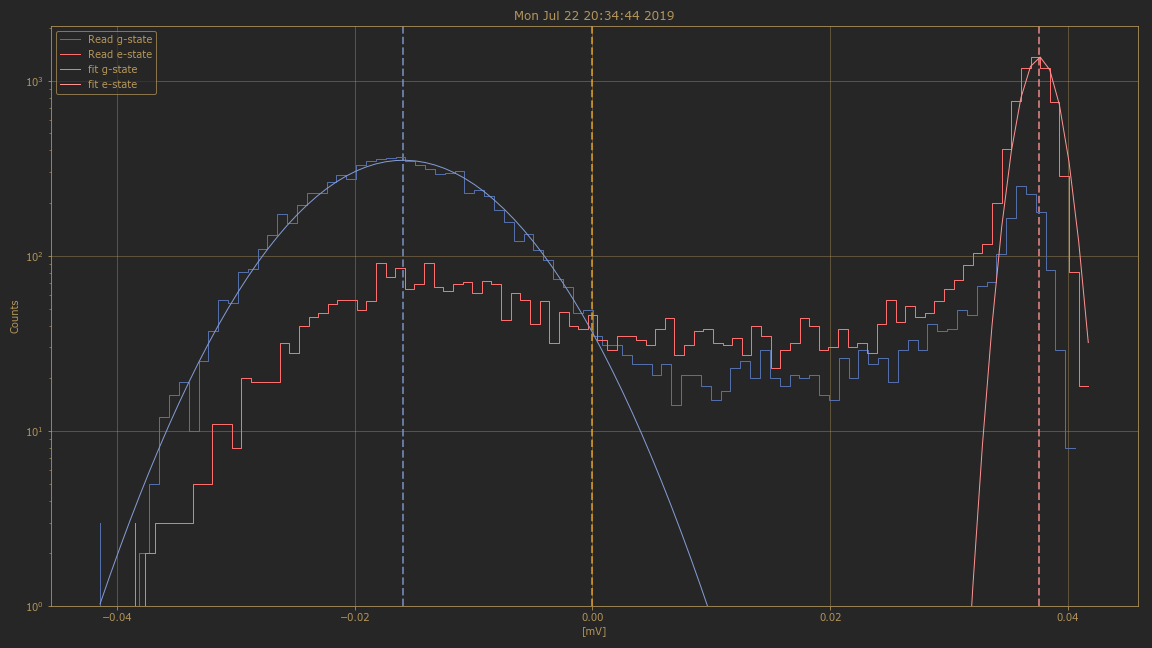 Mon Jul 22 20:34:44 2019
Read g-state
Read e-state
fit g-state
fit e-state
10³
10²
10¹
10⁰
Counts
−0.04
−0.02
0.00
0.02
0.04
[mV]